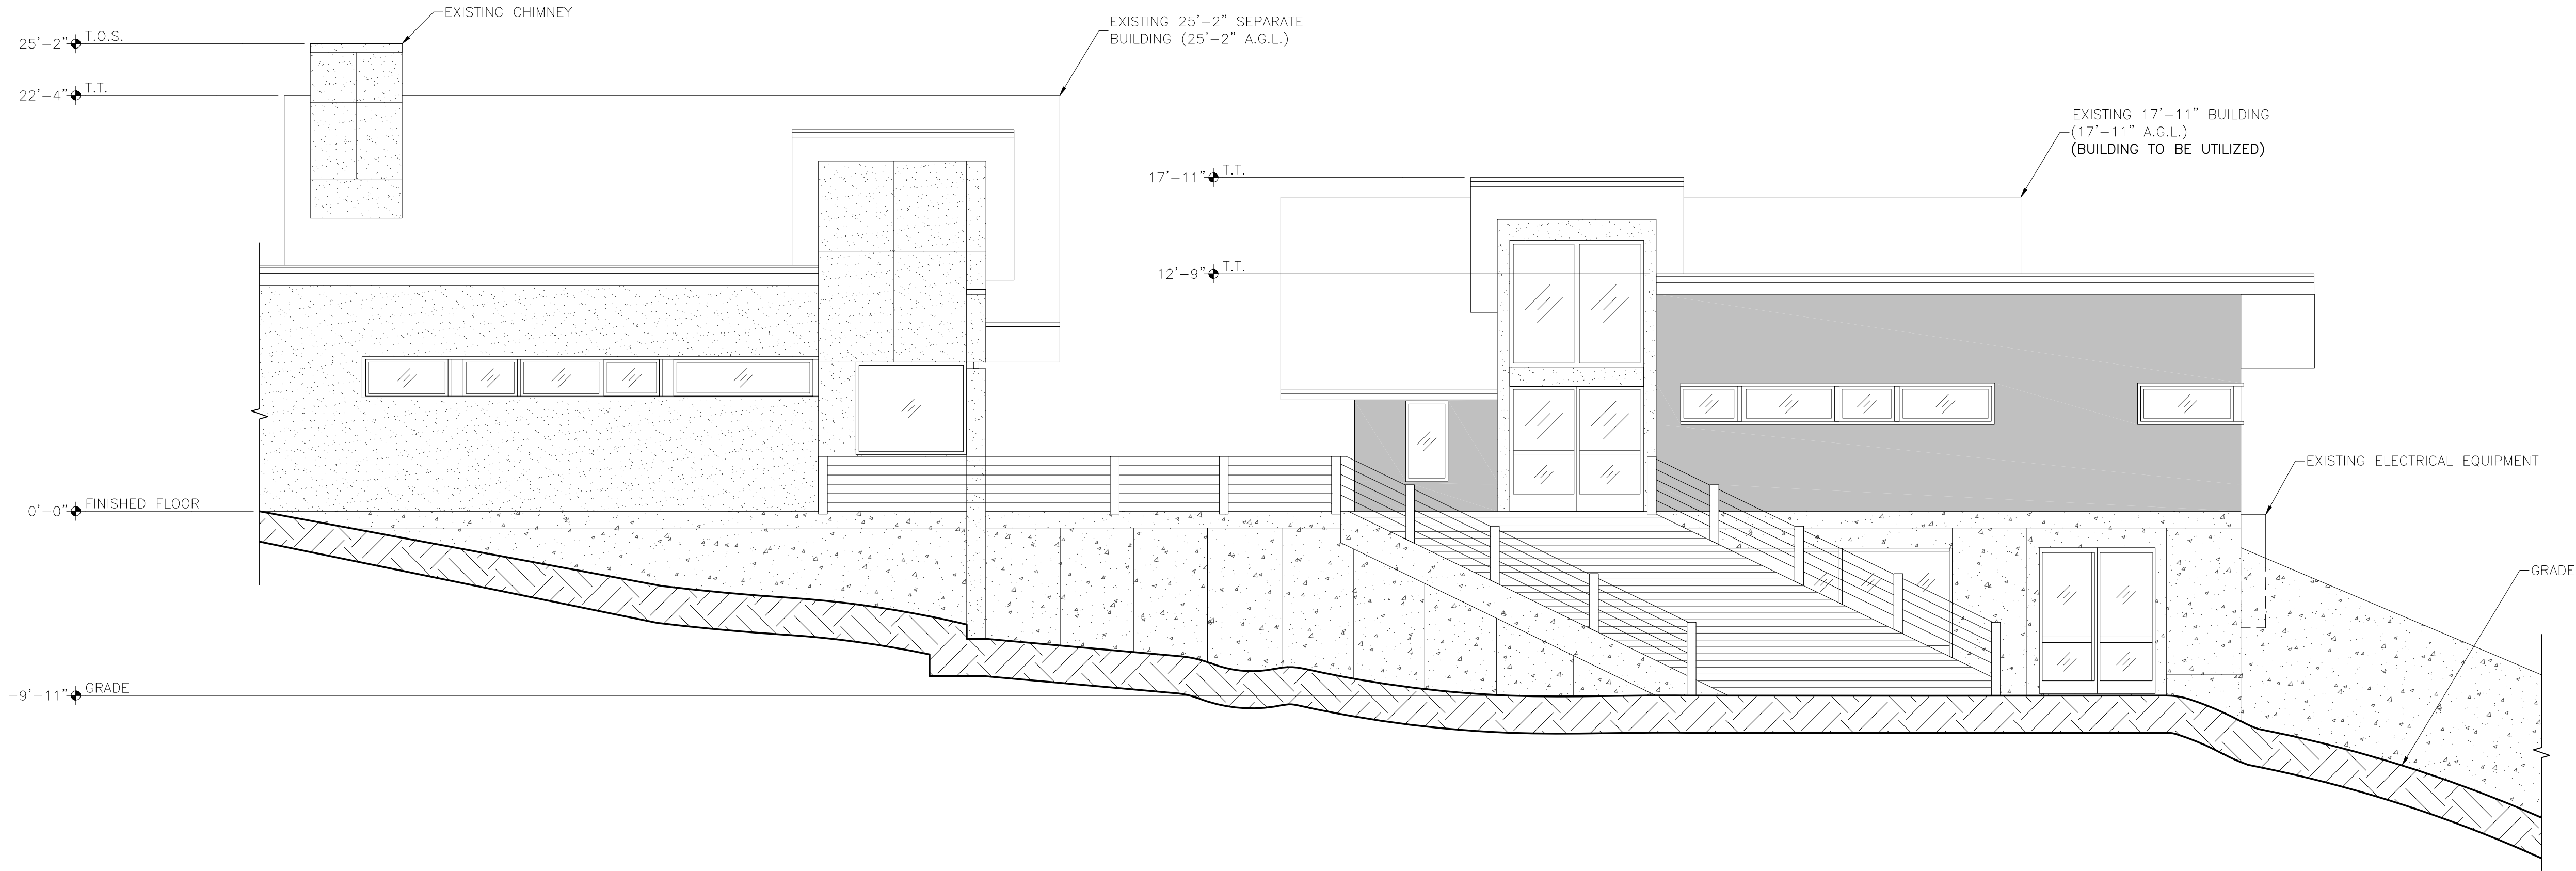 EXISTING CHIMNEY
25'-2" T.O.S.
EXISTING 25'-2" SEPARATE
BUILDING (25'-2" A.G.L.)
22'-4" T.T.
EXISTING 17'-11" BUILDING
(17'-11" A.G.L.)
(BUILDING TO BE UTILIZED)
17'-11" T.T.
12'-9" T.T.
EXISTING ELECTRICAL EQUIPMENT
0'-0" FINISHED FLOOR
GRADE
-9'-11" GRADE